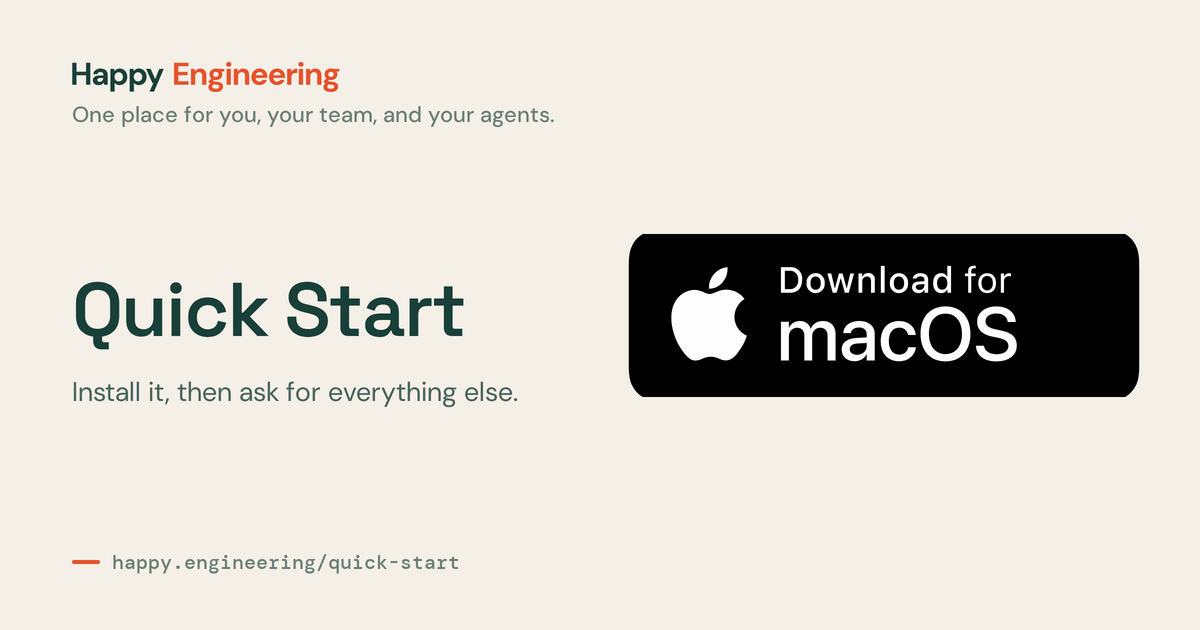 Happy Engineering
One place for you, your team, and your agents.
Quick Start
Install it, then ask for everything else.
Download for
macOS
happy.engineering/quick-start